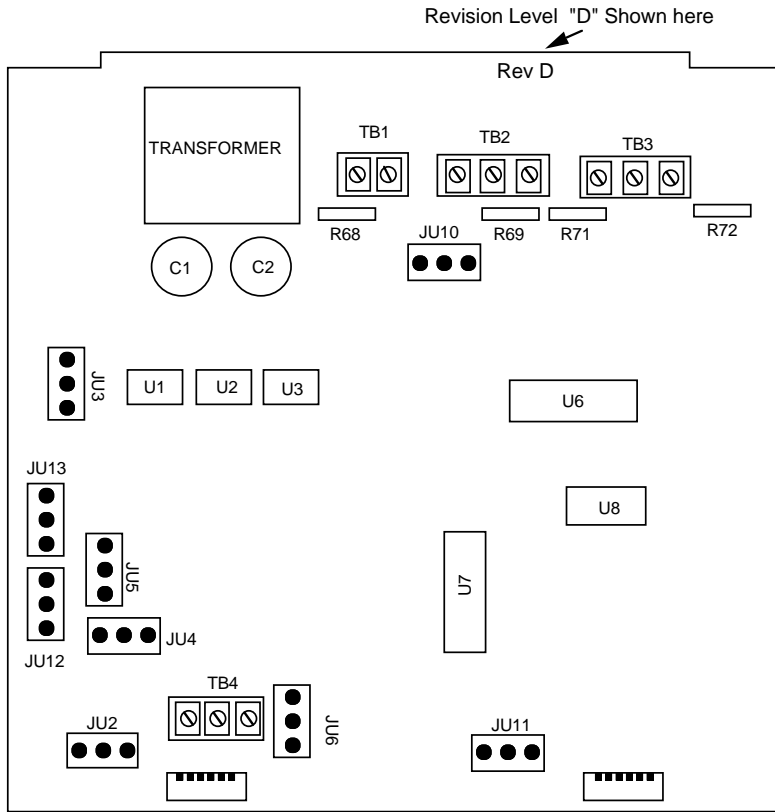 Revision Level "D" Shown here
Rev D
TRANSFORMER
TB1
TB2
TB3
R68
JU10
R69
R71
R72
C1
C2
JU3
U1
U2
U3
U6
JU13
U8
JU5
U7
JU12
JU4
TB4
JU2
JU6
JU11